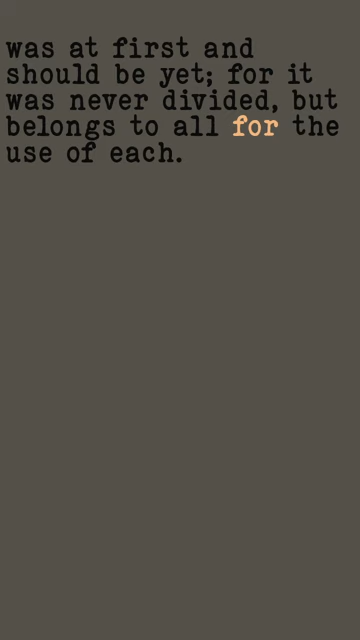 was at first and
should be yet; for it
was never divided, but
belongs to all for the
use of each.